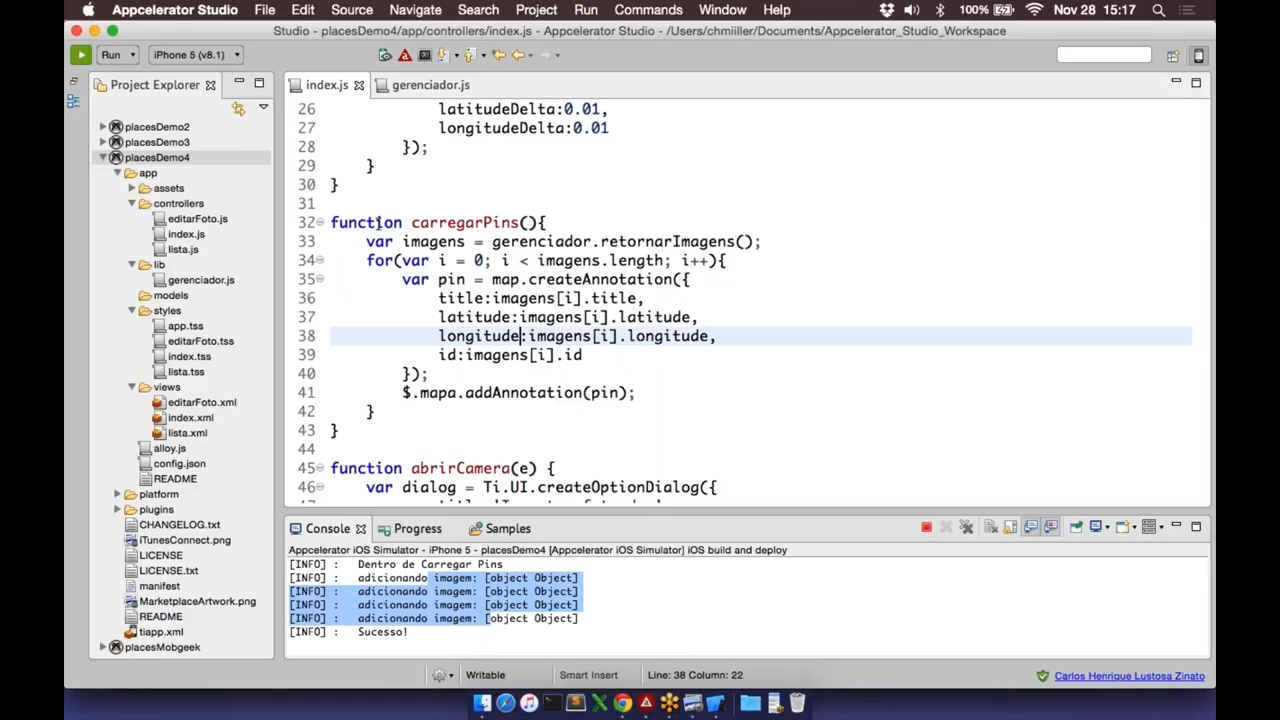 Appcelerator Studio File Edit Source Navigate Search Project Run Commands Window Help 100% Nov 28 15:17
Studio - placesDemo4/app/controllers/index.js - Appcelerator Studio - /Users/chmiiller/Documents/Appcelerator_Studio_Workspace
Run iPhone 5 (v8.1)
Project Explorer
index.js gerenciador.js
placesDemo2
placesDemo3
placesDemo4
app
assets
controllers
editarFoto.js
index.js
lista.js
lib
gerenciador.js
models
styles
app.tss
editarFoto.tss
index.tss
lista.tss
views
editarFoto.xml
index.xml
lista.xml
alloy.js
config.json
README
platform
plugins
CHANGELOG.txt
iTunesConnect.py
LICENSE
LICENSE.txt
manifest
MarketplaceArtwork.png
README
tiapp.xml
placesMobgeek
26 latitudeDelta:0.01,
27 longitudeDelta:0.01
28 });
29 }
30 }
31
32 function carregarPins(){
33 var imagens = gerenciador.retornarImagens();
34 for(var i = 0; i < imagens.length; i++){
35 var pin = map.createAnnotation({
36 title:imagens[i].title,
37 latitude:imagens[i].latitude,
38 longitude:imagens[i].longitude,
39 id:imagens[i].id
40 });
41 $.mapa.addAnnotation(pin);
42 }
43 }
44
45 function abrirCamera(e) {
46 var dialog = Ti.UI.createOptionDialog({
Console Progress Samples
Appcelerator iOS Simulator - iPhone 5 - placesDemo4 [Appcelerator iOS Simulator] iOS build and deploy
[INFO] : Dentro de Carregar Pins
[INFO] : adicionando imagem: [object Object]
[INFO] : adicionando imagem: [object Object]
[INFO] : adicionando imagem: [object Object]
[INFO] : adicionando imagem: [object Object]
[INFO] : Sucesso!
Writable Smart Insert Line: 38 Column: 22 Carlos Henrique Lustosa Zinato